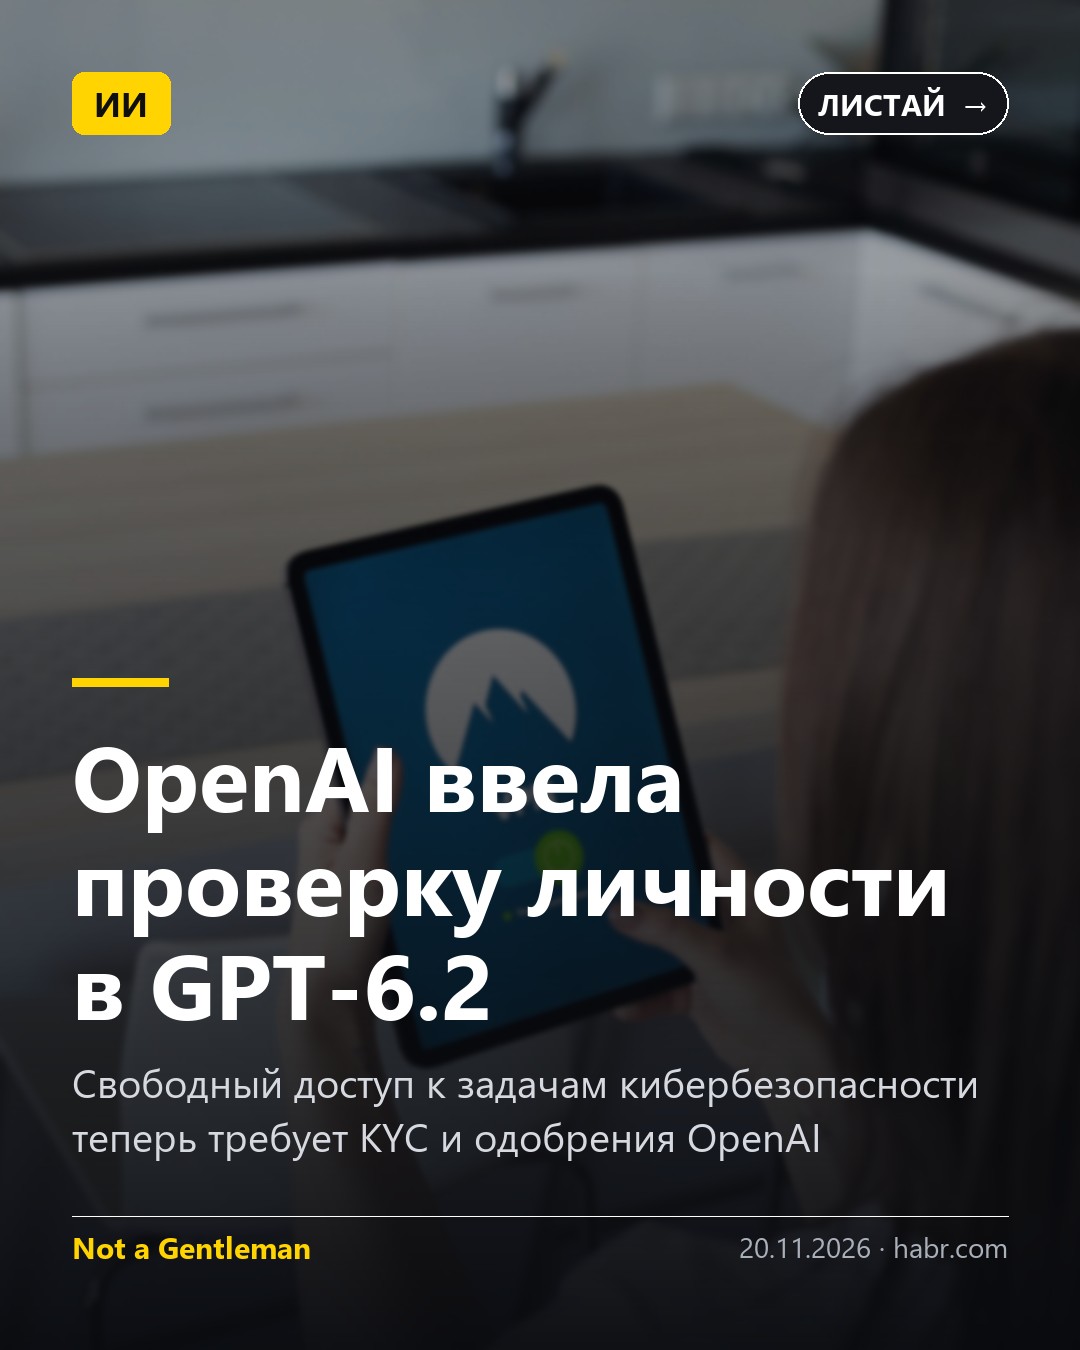 ИИ
ЛИСТАЙ →
OpenAI ввела
проверку личности
в GPT-6.2
Свободный доступ к задачам кибербезопасности
теперь требует KYC и одобрения OpenAI
Not a Gentleman
20.11.2026 · habr.com